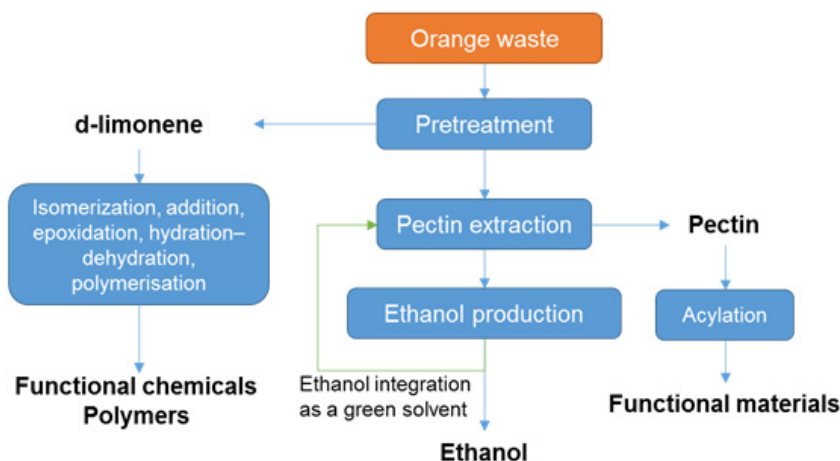 Orange waste
d-limonene
Pretreatment
Isomerization, addition,
epoxidation, hydration–
dehydration,
polymerisation
Pectin extraction
Pectin
Ethanol production
Acylation
Functional chemicals
Polymers
Ethanol integration
as a green solvent
Functional materials
Ethanol